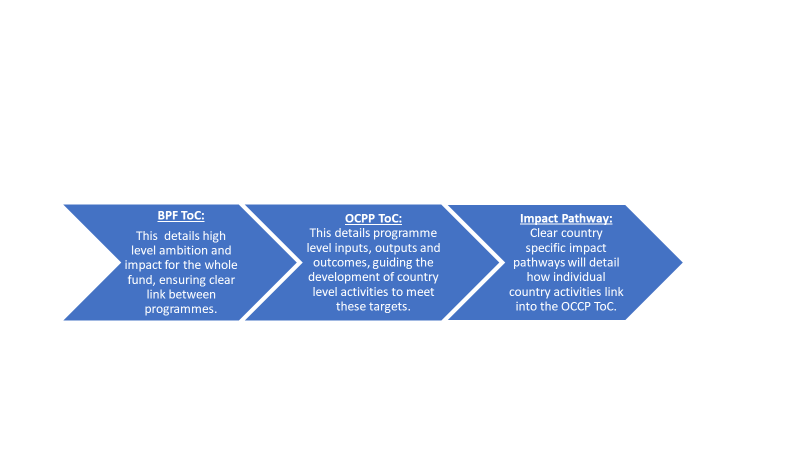 BPF ToC:
This  details high
level ambition and
impact for the whole
fund, ensuring clear
link between
programmes.
OCPP ToC:
This details programme
level inputs, outputs and
outcomes, guiding the
development of country
level activities to meet
these targets.
Impact Pathway:
Clear country
specific impact
pathways will detail
how individual
country activities link
into the OCCP ToC.